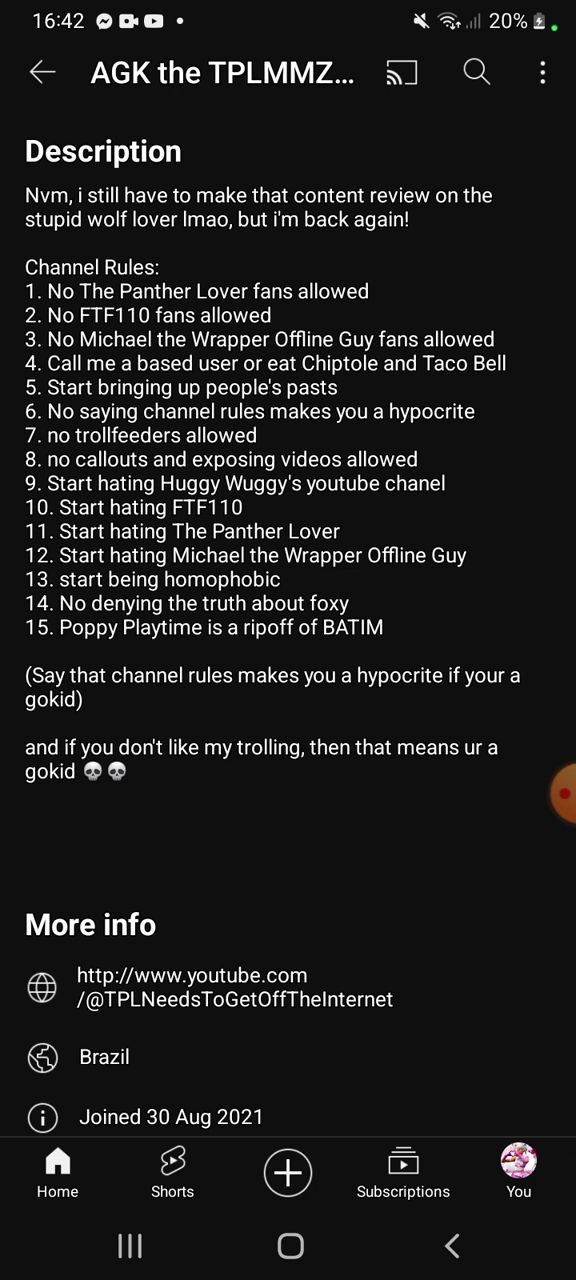 16:42
20%
AGK the TPLMMZ...
Description
Nvm, i still have to make that content review on the
stupid wolf lover lmao, but i'm back again!
Channel Rules:
1. No The Panther Lover fans allowed
2. No FTF110 fans allowed
3. No Michael the Wrapper Offline Guy fans allowed
4. Call me a based user or eat Chiptole and Taco Bell
5. Start bringing up people's pasts
6. No saying channel rules makes you a hypocrite
7. no trollfeeders allowed
8. no callouts and exposing videos allowed
9. Start hating Huggy Wuggy's youtube chanel
10. Start hating FTF110
11. Start hating The Panther Lover
12. Start hating Michael the Wrapper Offline Guy
13. start being homophobic
14. No denying the truth about foxy
15. Poppy Playtime is a ripoff of BATIM
(Say that channel rules makes you a hypocrite if your a
gokid)
and if you don't like my trolling, then that means ur a
gokid 💀💀
More info
http://www.youtube.com
/@TPLNeedsToGetOffTheInternet
Brazil
Joined 30 Aug 2021
Home
Shorts
Subscriptions
You